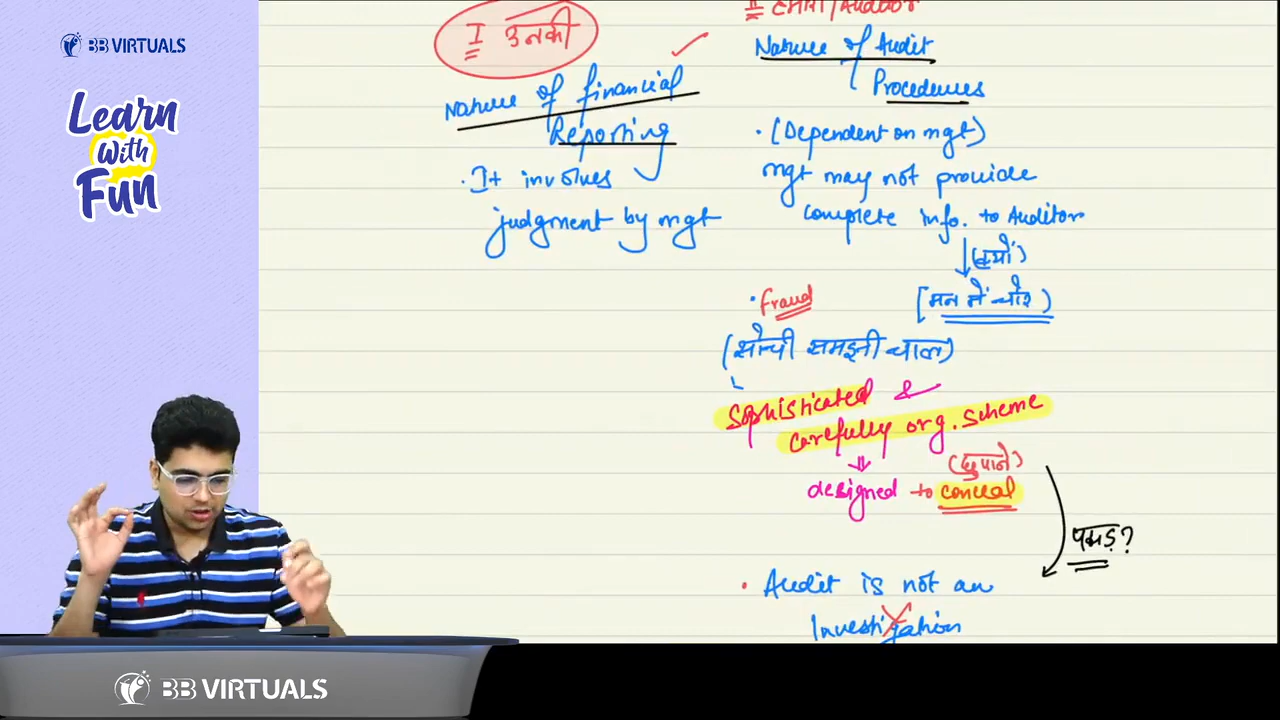 BB VIRTUALS
Learn
With
Fun
I उनकी
Nature of financial
Reporting
· It involves
judgment by mgt
II हमारी/Auditor
Nature of Audit
Procedures
· (Dependent on mgt)
mgt may not provide
complete info. to Auditor
(क्यों)
(मन में चोर)
· fraud
(सोची समझी चाल)
Sophisticated &
carefully org. scheme
(छुपाने)
designed to conceal
पकड़?
· Audit is not an
Investigation
BB VIRTUALS